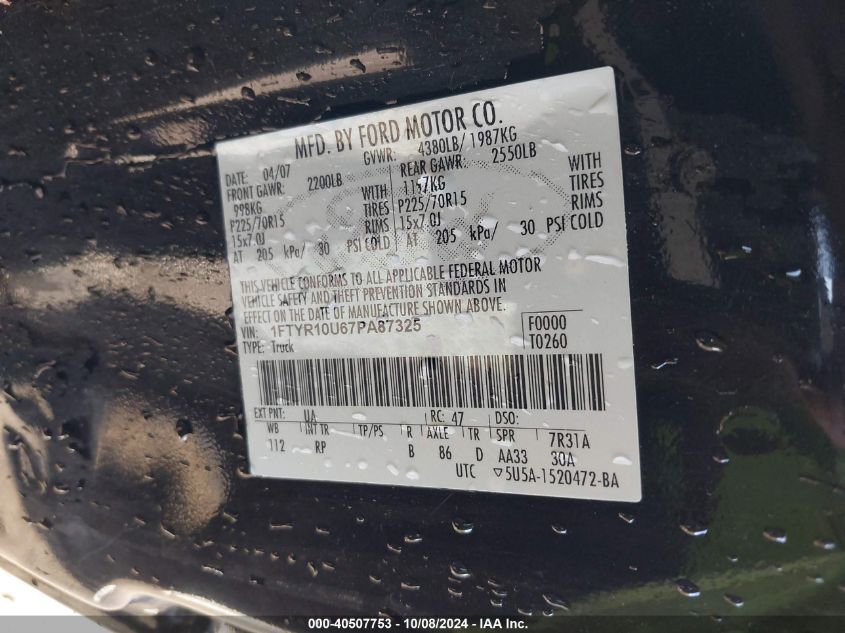 MFD. BY FORD MOTOR CO.
DATE: 04/07 GVWR: 4380LB/ 1987KG
FRONT GAWR: 2200LB REAR GAWR: 2550LB
998KG WITH 1157KG WITH
P225/70R15 TIRES P225/70R15 TIRES
15x7.0J RIMS 15x7.0J RIMS
AT 205 kPa/ 30 PSI COLD AT 205 kPa/ 30 PSI COLD
THIS VEHICLE CONFORMS TO ALL APPLICABLE FEDERAL MOTOR
VEHICLE SAFETY AND THEFT PREVENTION STANDARDS IN
EFFECT ON THE DATE OF MANUFACTURE SHOWN ABOVE.
VIN: 1FTYR10U67PA87325 F0000
TYPE: Truck T0260
EXT PNT: UA RC: 47 DSO:
WB INT TR TP/PS R AXLE TR SPR 7R31A
112 RP B 86 D AA33 30A
UTC ▽5U5A-1520472-BA
000-40507753 - 10/08/2024 - IAA Inc.